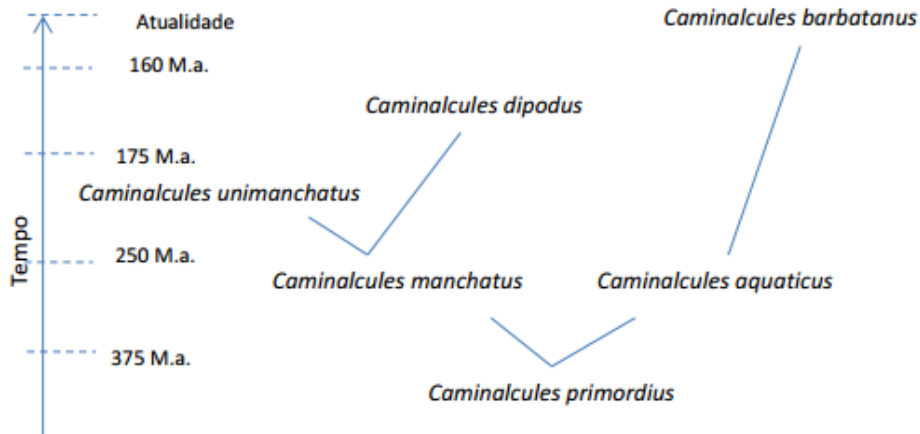 Atualidade
Caminalcules barbatanus
160 M.a.
Caminalcules dipodus
175 M.a.
Caminalcules unimanchatus
Tempo
250 M.a.
Caminalcules manchatus
Caminalcules aquaticus
375 M.a.
Caminalcules primordius